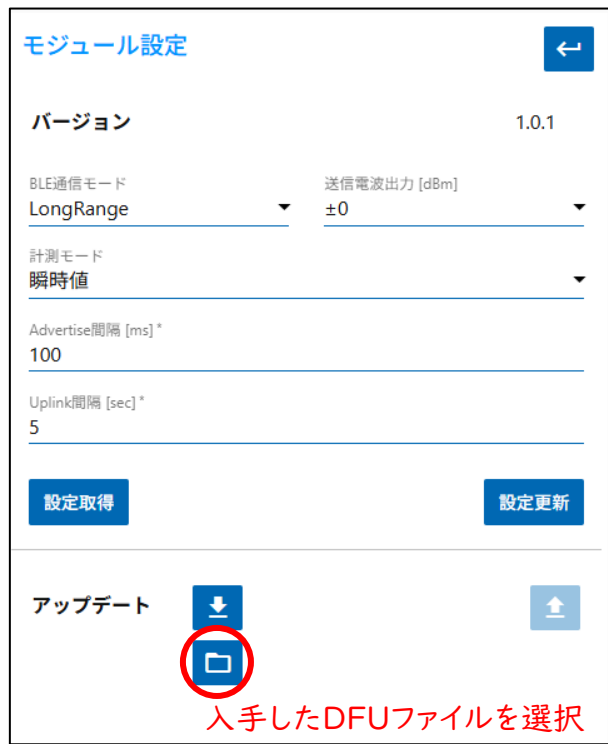 モジュール設定
バージョン 1.0.1
BLE通信モード 送信電波出力 [dBm]
LongRange ±0
計測モード
瞬時値
Advertise間隔 [ms] *
100
Uplink間隔 [sec] *
5
設定取得 設定更新
アップデート
入手したDFUファイルを選択